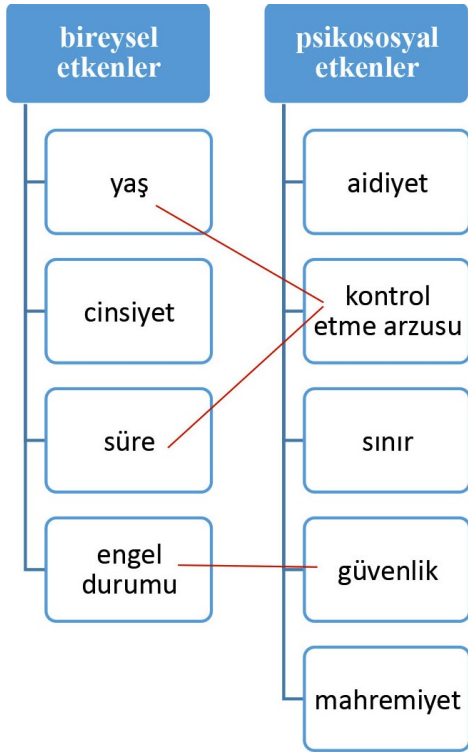 bireysel
etkenler
yaş
cinsiyet
süre
engel
durumu
psikososyal
etkenler
aidiyet
kontrol
etme arzusu
sınır
güvenlik
mahremiyet